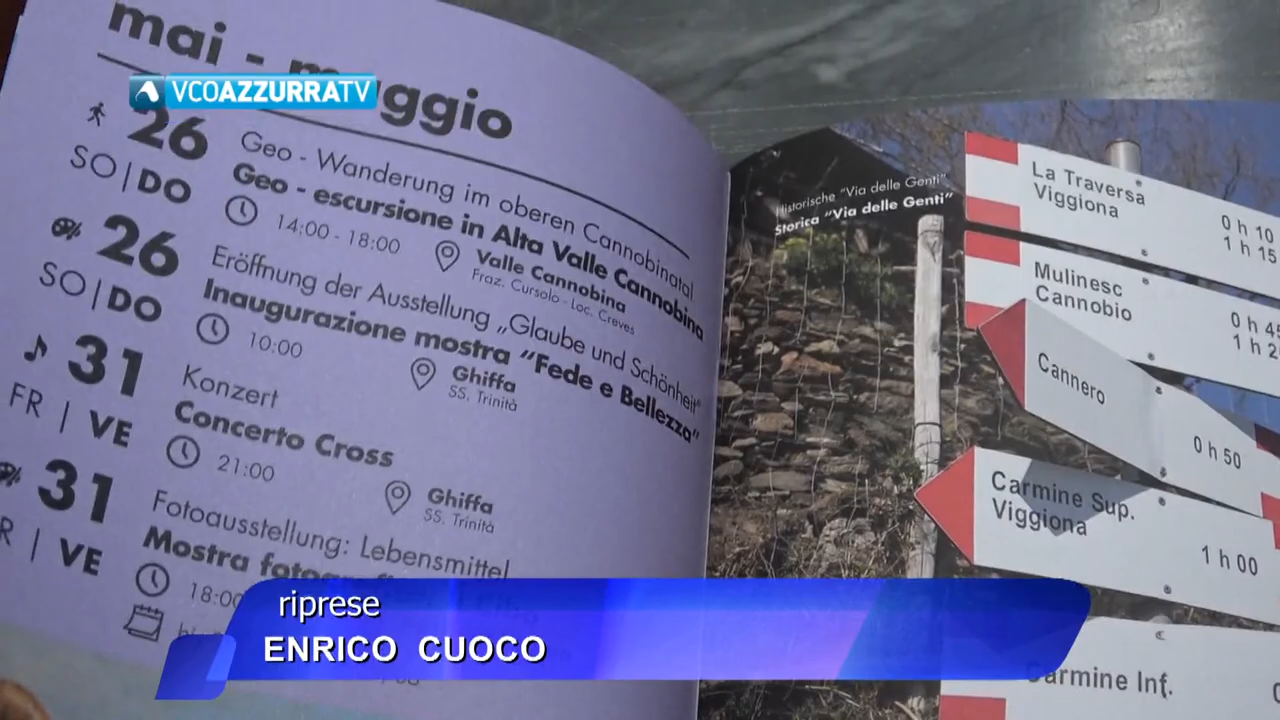 mai - maggio
VCOAZZURRATV
26
SO|DO
Geo - Wanderung im oberen Cannobinatal
Geo - escursione in Alta Valle Cannobina
14:00 - 18:00
Valle Cannobina
Fraz. Cursolo - Loc. Creves
26
SO|DO
Eröffnung der Ausstellung „Glaube und Schönheit“
Inaugurazione mostra “Fede e Bellezza”
10:00
Ghiffa
SS. Trinità
31
FR | VE
Konzert
Concerto Cross
21:00
Ghiffa
SS. Trinità
31
R | VE
Fotoausstellung: Lebensmittel
Mostra
18:00
Historische “Via delle Genti”
Storica “Via delle Genti”
La Traversa 0 h 10
Viggiona 1 h 15
Mulinesc 0 h 45
Cannobio 1 h 2
Cannero
0 h 50
Carmine Sup.
Viggiona
1 h 00
Carmine Inf.
riprese
ENRICO CUOCO